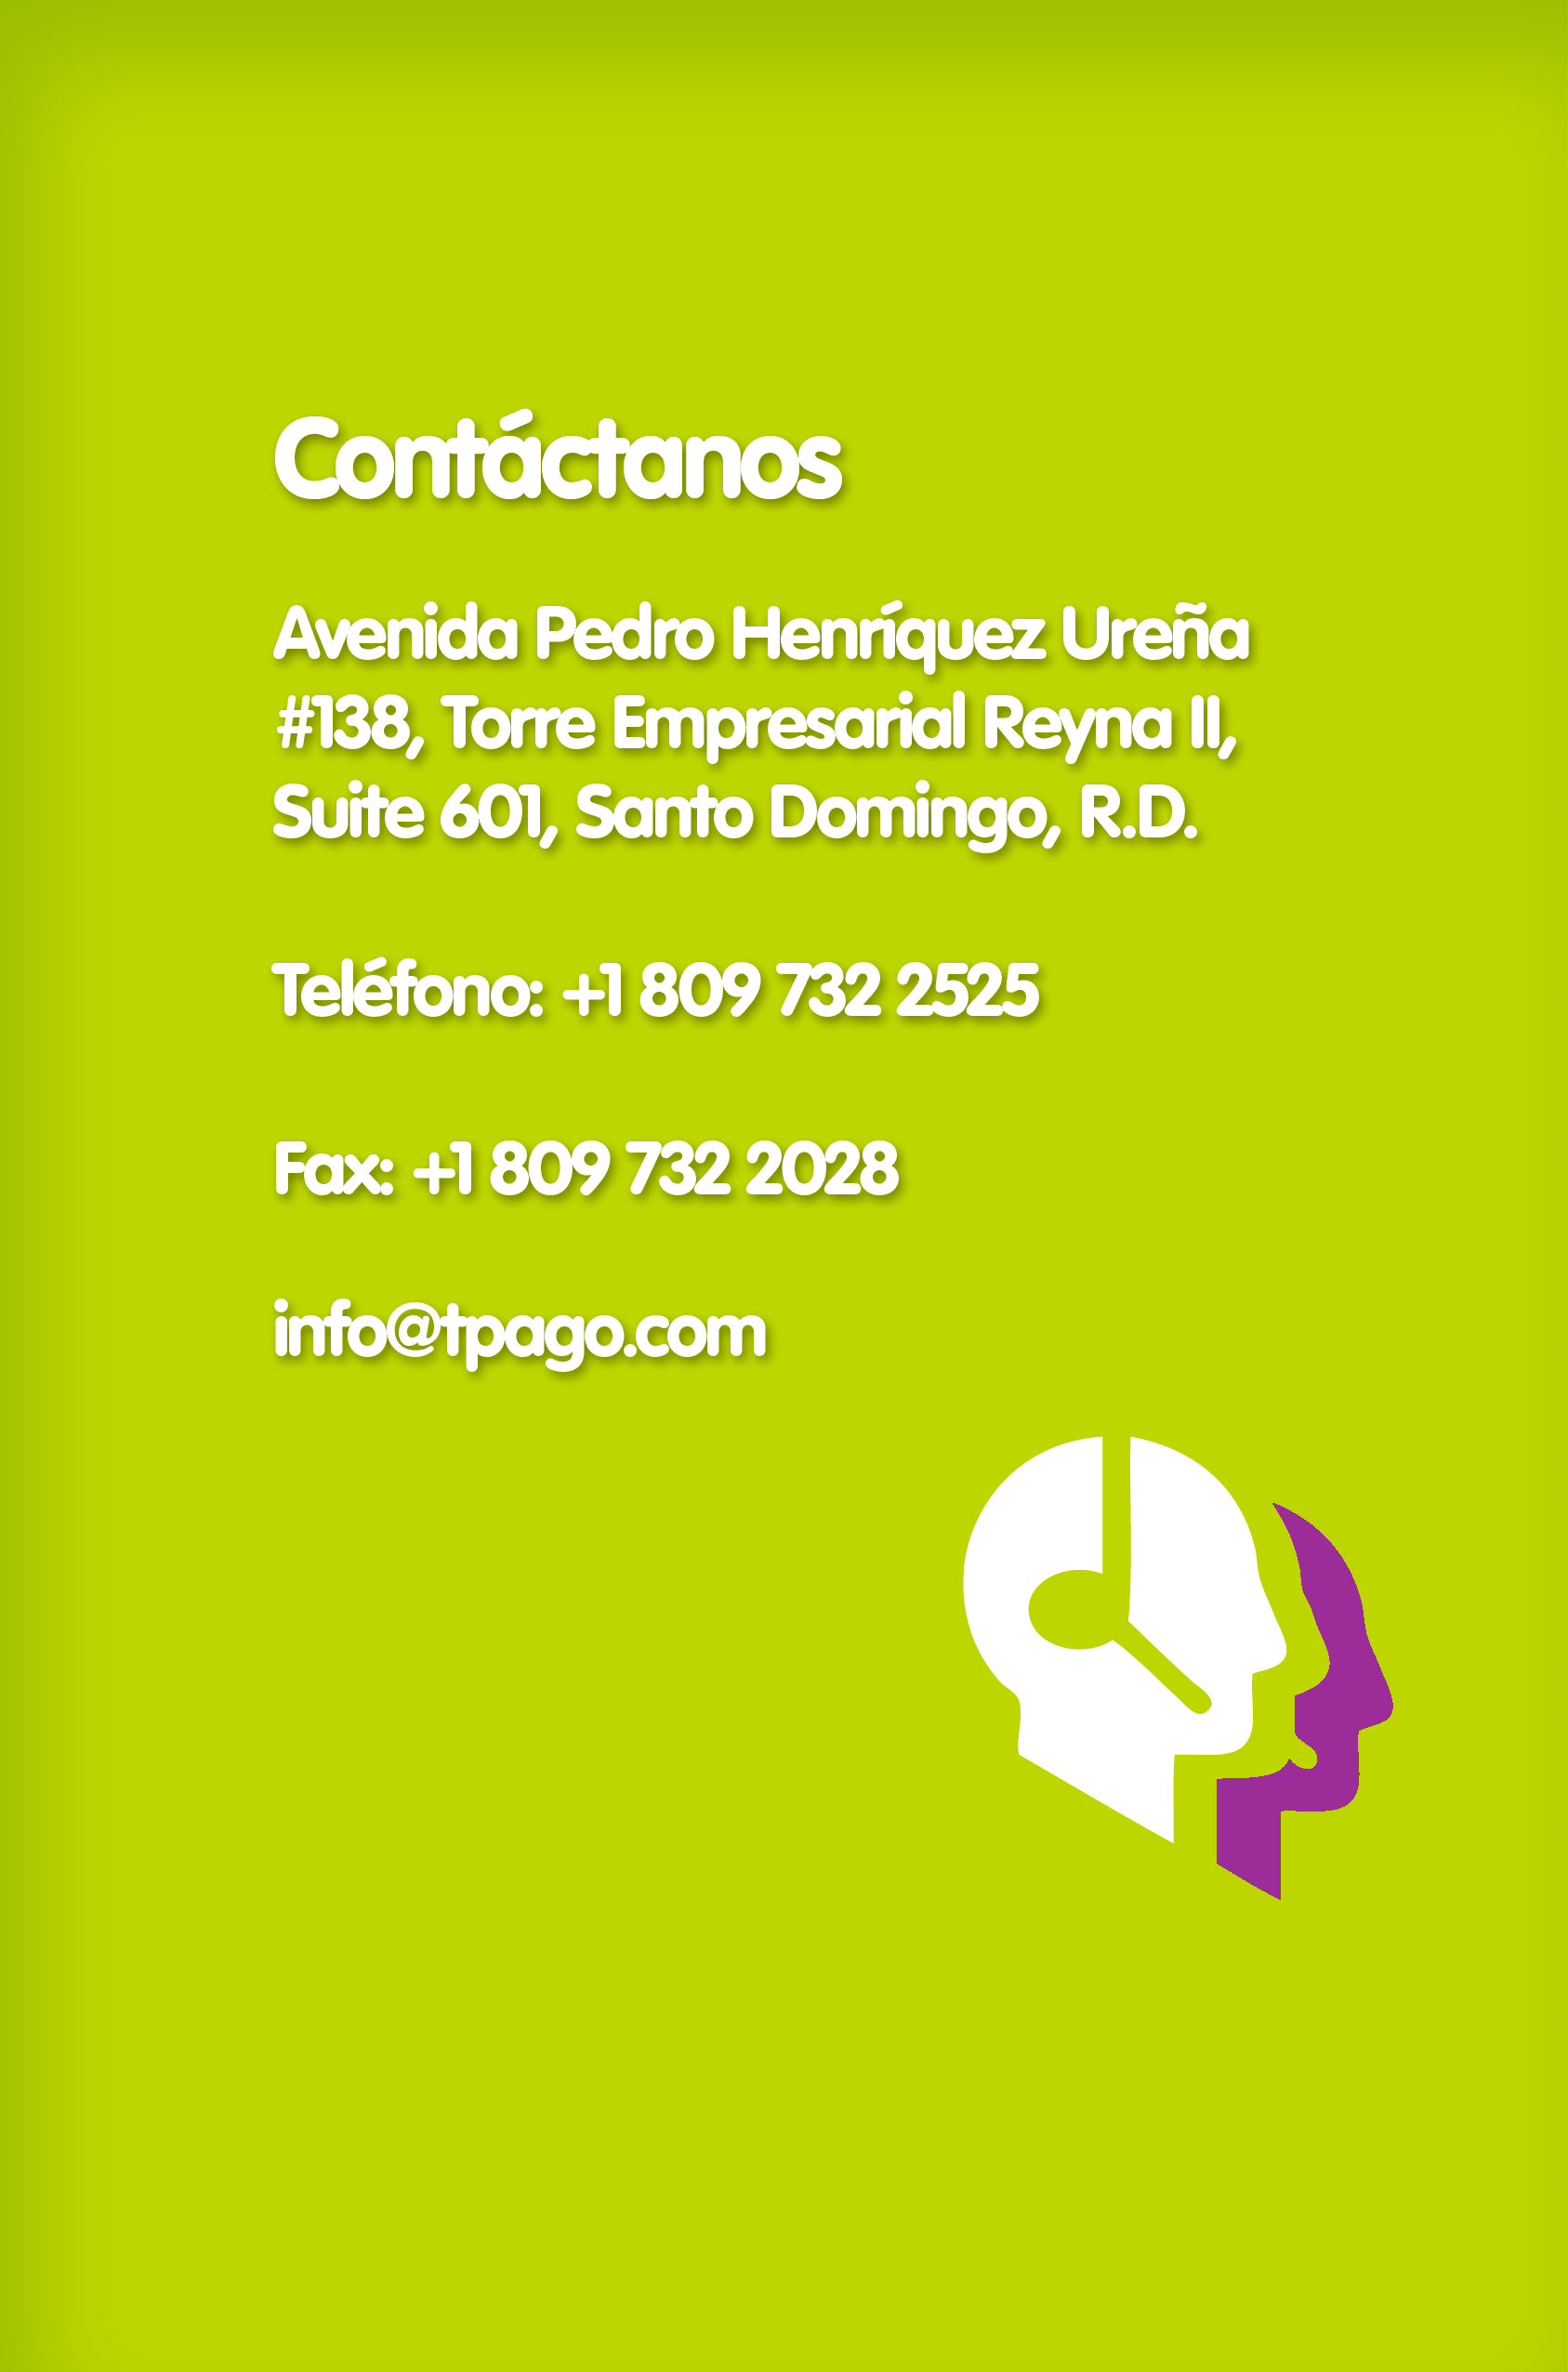 Contáctanos
Avenida Pedro Henríquez Ureña
#138, Torre Empresarial Reyna II,
Suite 601, Santo Domingo, R.D.
Teléfono: +1 809 732 2525
Fax: +1 809 732 2028
info@tpago.com